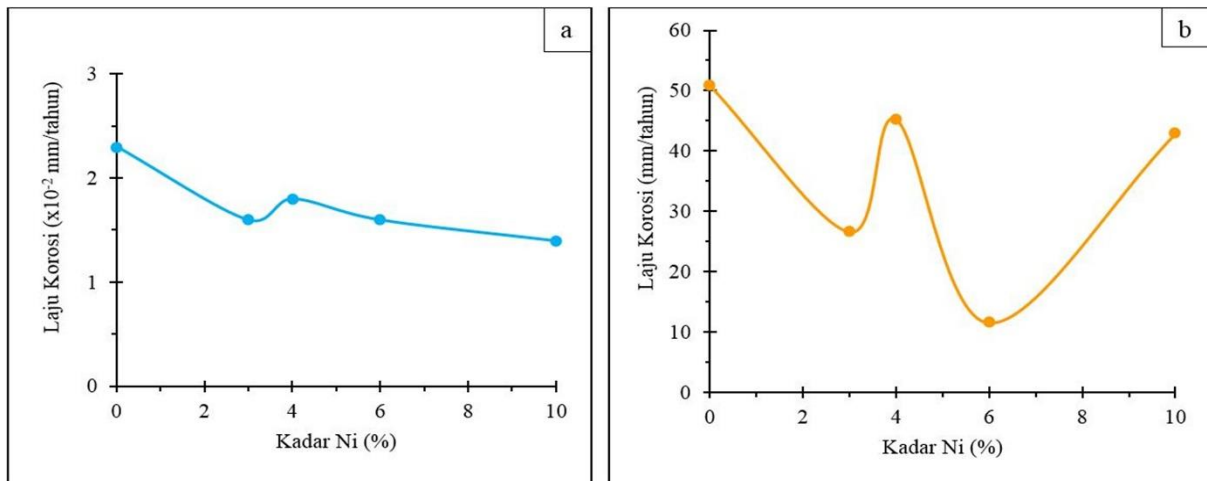 a
Laju Korosi (x10⁻² mm/tahun)
3
2
1
0
0 2 4 6 8 10
Kadar Ni (%)
b
Laju Korosi (mm/tahun)
60
50
40
30
20
10
0
0 2 4 6 8 10
Kadar Ni (%)